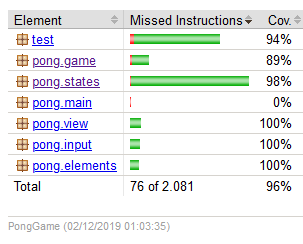 Element Missed Instructions Cov.
test 94%
pong.game 89%
pong.states 98%
pong.main 0%
pong.view 100%
pong.input 100%
pong.elements 100%
Total 76 of 2.081 96%
PongGame (02/12/2019 01:03:35)